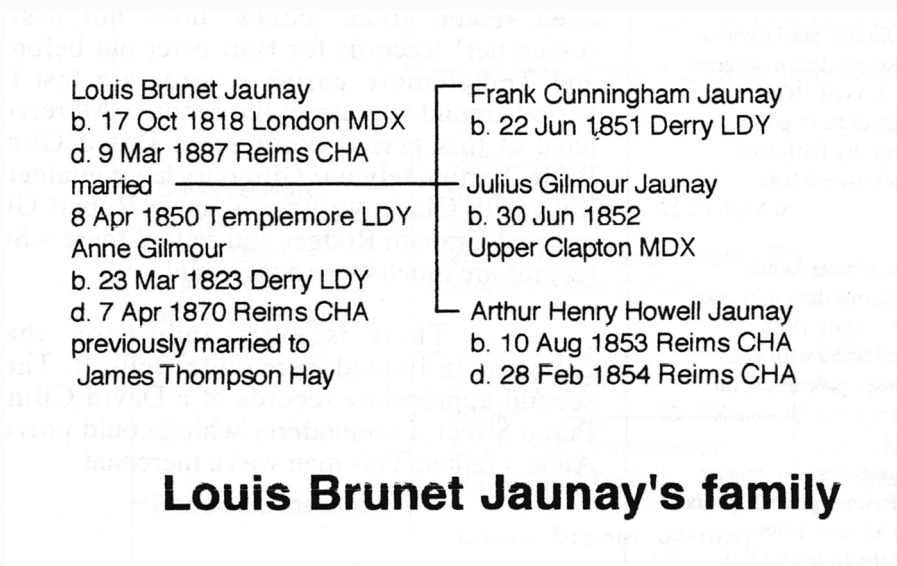 Louis Brunet Jaunay
b. 17 Oct 1818 London MDX
d. 9 Mar 1887 Reims CHA
married
8 Apr 1850 Templemore LDY
Anne Gilmour
b. 23 Mar 1823 Derry LDY
d. 7 Apr 1870 Reims CHA
previously married to
James Thompson Hay
Frank Cunningham Jaunay
b. 22 Jun 1851 Derry LDY
Julius Gilmour Jaunay
b. 30 Jun 1852
Upper Clapton MDX
Arthur Henry Howell Jaunay
b. 10 Aug 1853 Reims CHA
d. 28 Feb 1854 Reims CHA
Louis Brunet Jaunay's family